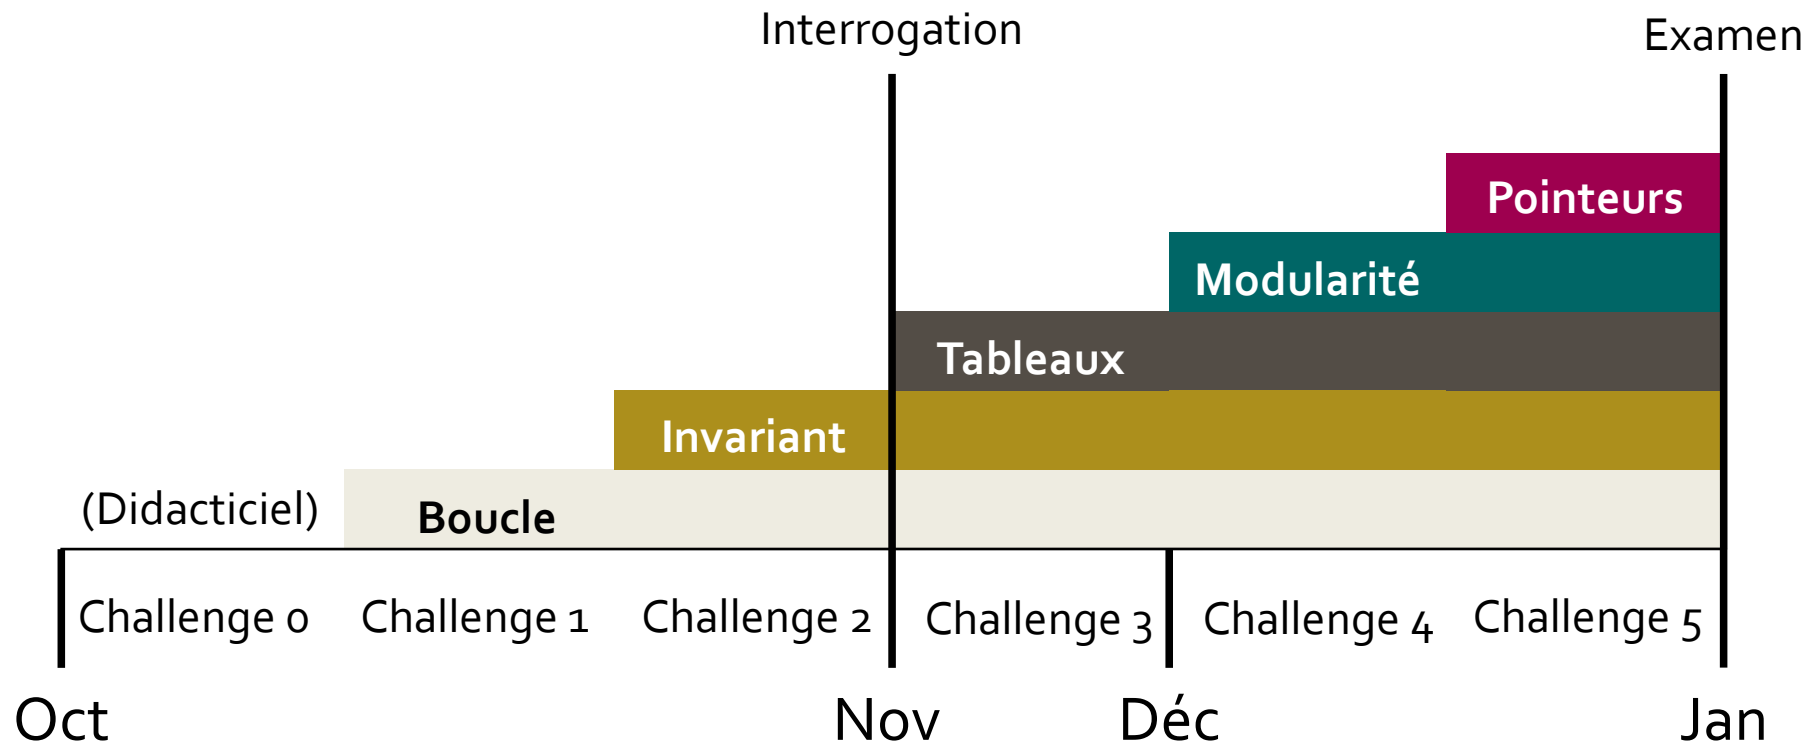 Interrogation
Examen
Pointeurs
Modularité
Tableaux
Invariant
(Didacticiel)
Boucle
Challenge 0
Challenge 1
Challenge 2
Challenge 3
Challenge 4
Challenge 5
Oct
Nov
Déc
Jan